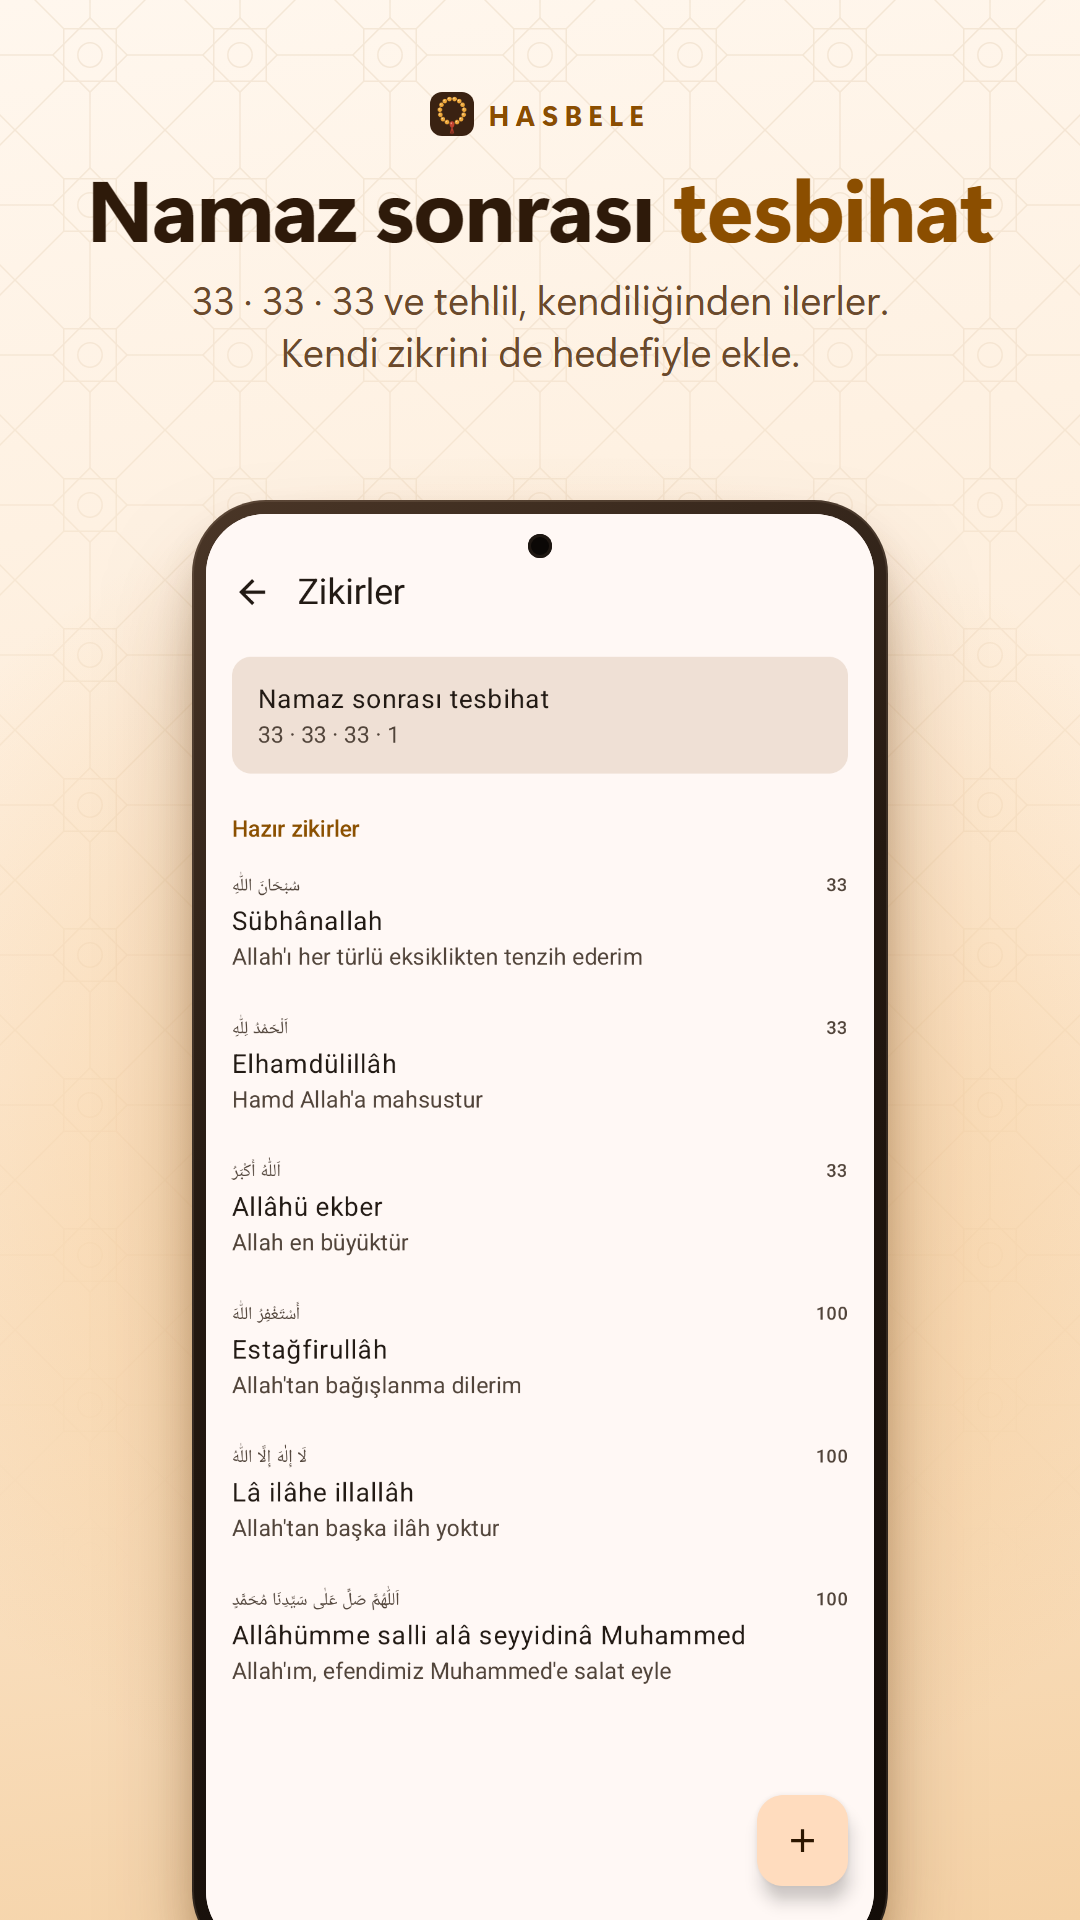 HASBELE
Namaz sonrası tesbihat
33 · 33 · 33 ve tehlil, kendiliğinden ilerler.
Kendi zikrini de hedefiyle ekle.
Zikirler
Namaz sonrası tesbihat
33 · 33 · 33 · 1
Hazır zikirler
سُبْحَانَ اللّٰهِ
33
Sübhânallah
Allah'ı her türlü eksiklikten tenzih ederim
اَلْحَمْدُ لِلّٰهِ
33
Elhamdülillâh
Hamd Allah'a mahsustur
اَللّٰهُ أَكْبَرُ
33
Allâhü ekber
Allah en büyüktür
أَسْتَغْفِرُ اللّٰهَ
100
Estağfirullâh
Allah'tan bağışlanma dilerim
لَا إِلٰهَ إِلَّا اللّٰهُ
100
Lâ ilâhe illallâh
Allah'tan başka ilâh yoktur
اَللّٰهُمَّ صَلِّ عَلٰى سَيِّدِنَا مُحَمَّدٍ
100
Allâhümme salli alâ seyyidinâ Muhammed
Allah'ım, efendimiz Muhammed'e salat eyle